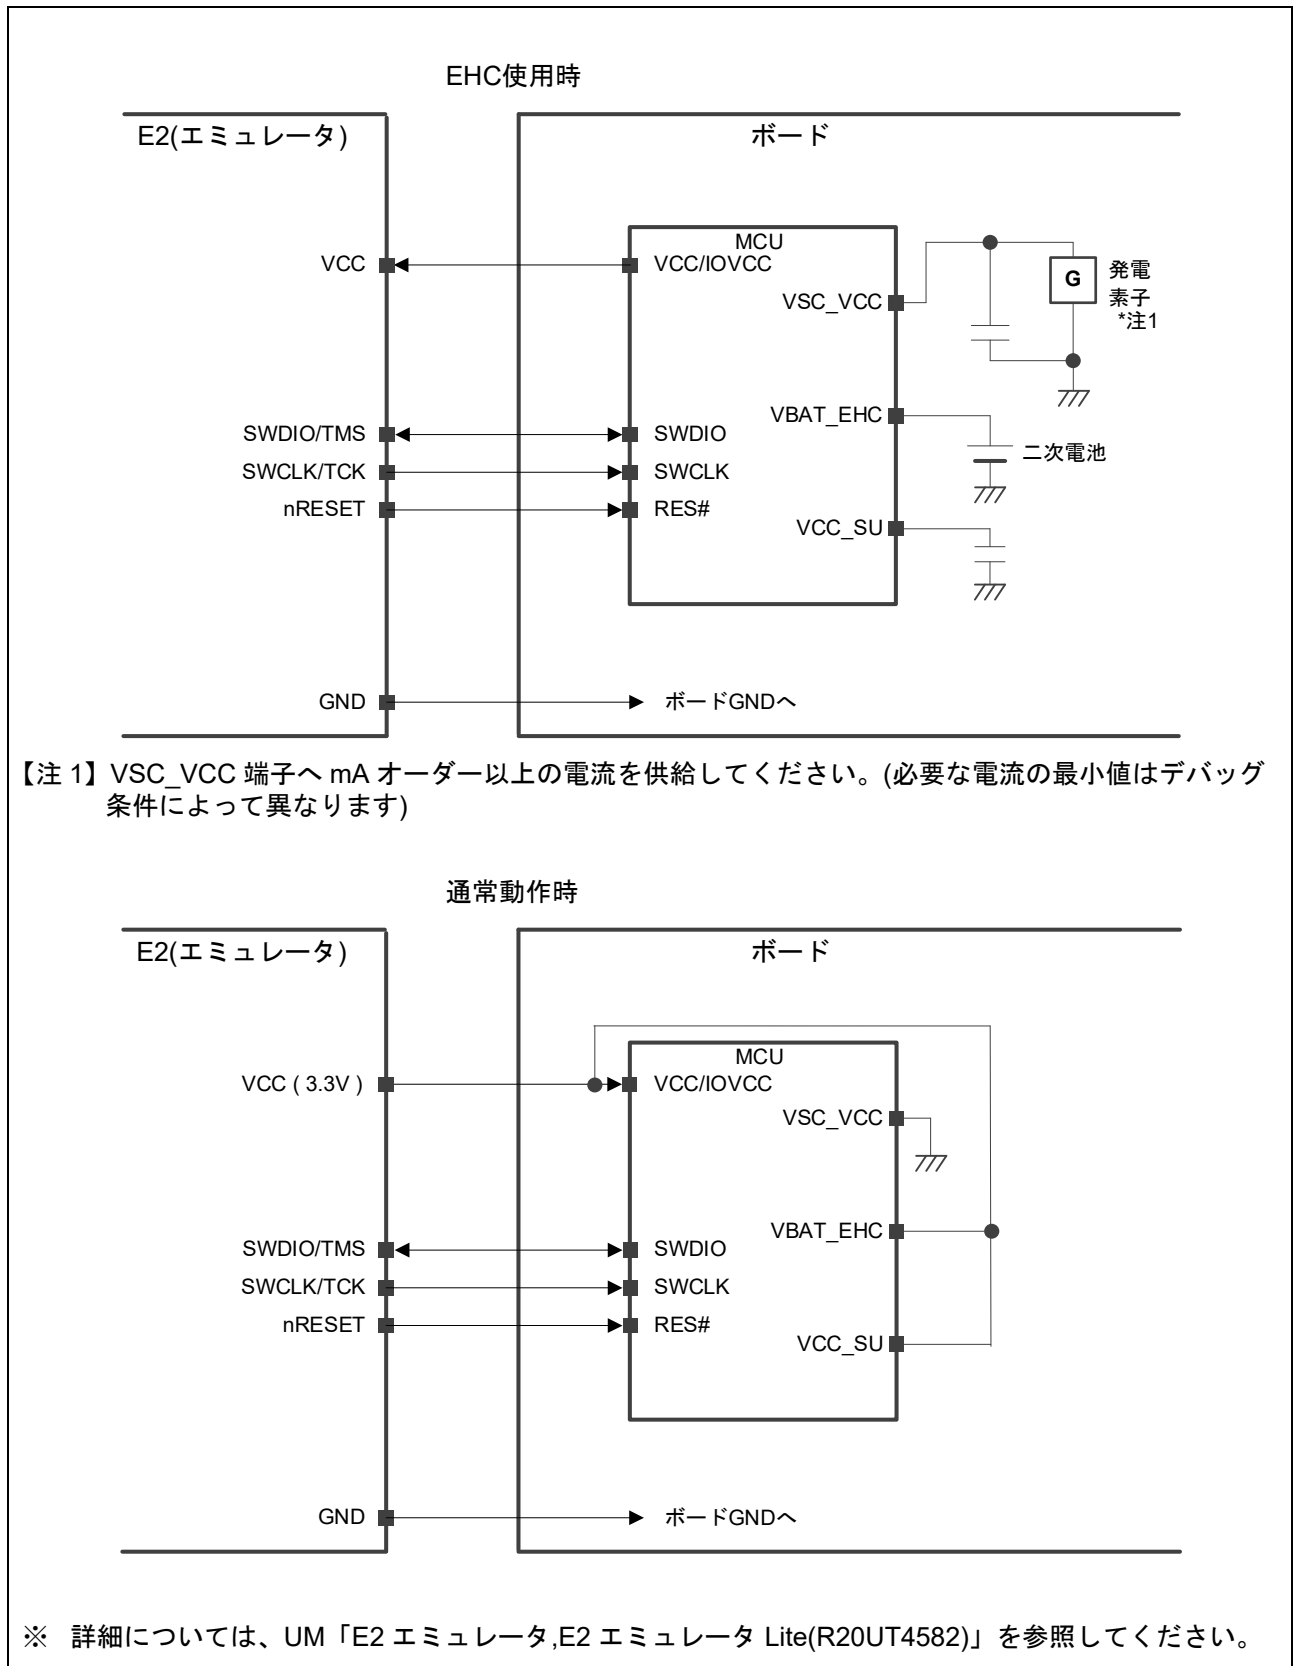 EHC使用時
E2(エミュレータ)
ボード
MCU
VCC
VCC/IOVCC
VSC_VCC
G
発電
素子
*注1
VBAT_EHC
SWDIO/TMS
SWDIO
二次電池
SWCLK/TCK
SWCLK
nRESET
RES#
VCC_SU
GND
ボードGNDへ
【注 1】VSC_VCC 端子へ mA オーダー以上の電流を供給してください。(必要な電流の最小値はデバッグ
条件によって異なります)
通常動作時
E2(エミュレータ)
ボード
MCU
VCC ( 3.3V )
VCC/IOVCC
VSC_VCC
VBAT_EHC
SWDIO/TMS
SWDIO
SWCLK/TCK
SWCLK
nRESET
RES#
VCC_SU
GND
ボードGNDへ
※ 詳細については、UM「E2 エミュレータ,E2 エミュレータ Lite(R20UT4582)」を参照してください。